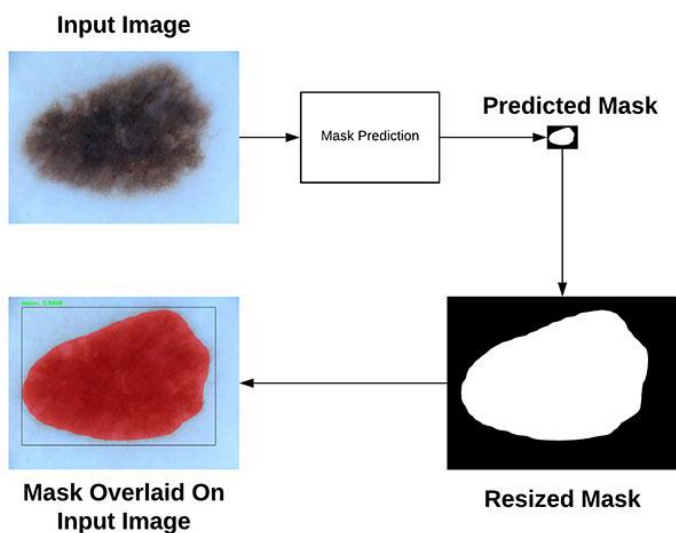 Input Image
Mask Prediction
Predicted Mask
Mask Overlaid On
Input Image
Resized Mask